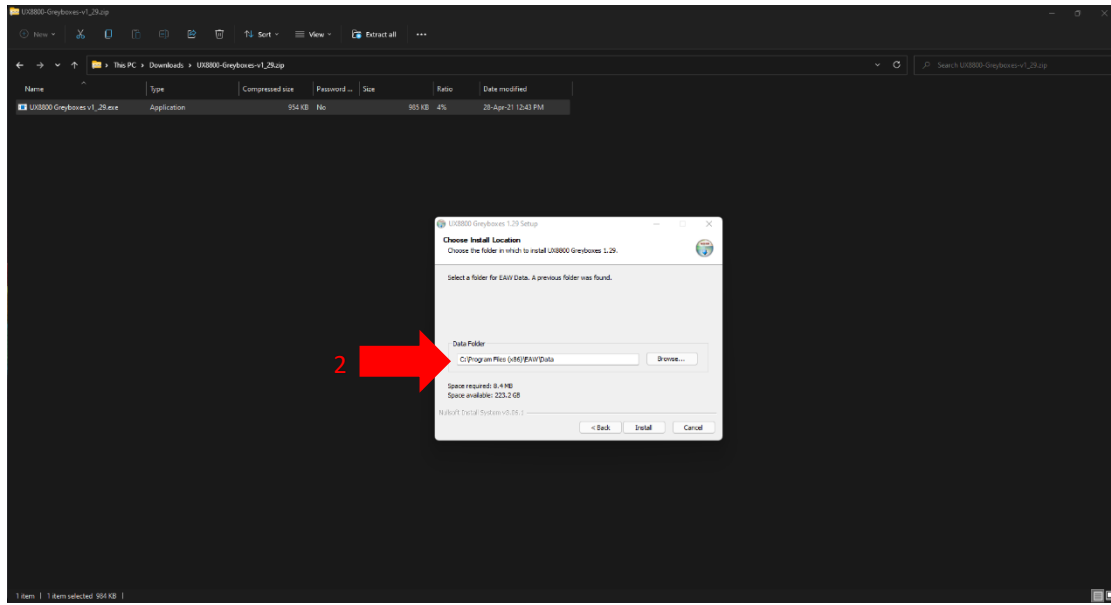 UX8800-Greyboxes-v1_29.zip
New
Sort
View
Extract all
This PC > Downloads > UX8800-Greyboxes-v1_29.zip
Search UX8800-Greyboxes-v1_29.zip
Name Type Compressed size Password ... Size Ratio Date modified
UX8800 Greyboxes v1_.29.exe Application 954 KB No 985 KB 4% 28-Apr-21 12:43 PM
UX8800 Greyboxes 1.29 Setup
Choose Install Location
Choose the folder in which to install UX8800 Greyboxes 1.29.
Select a folder for EAW Data. A previous folder was found.
Data Folder
2
C:\Program Files (x86)\EAW\Data
Browse...
Space required: 8.4 MB
Space available: 223.2 GB
Nullsoft Install System
< Back Install Cancel
1 item 1 item selected 984 KB